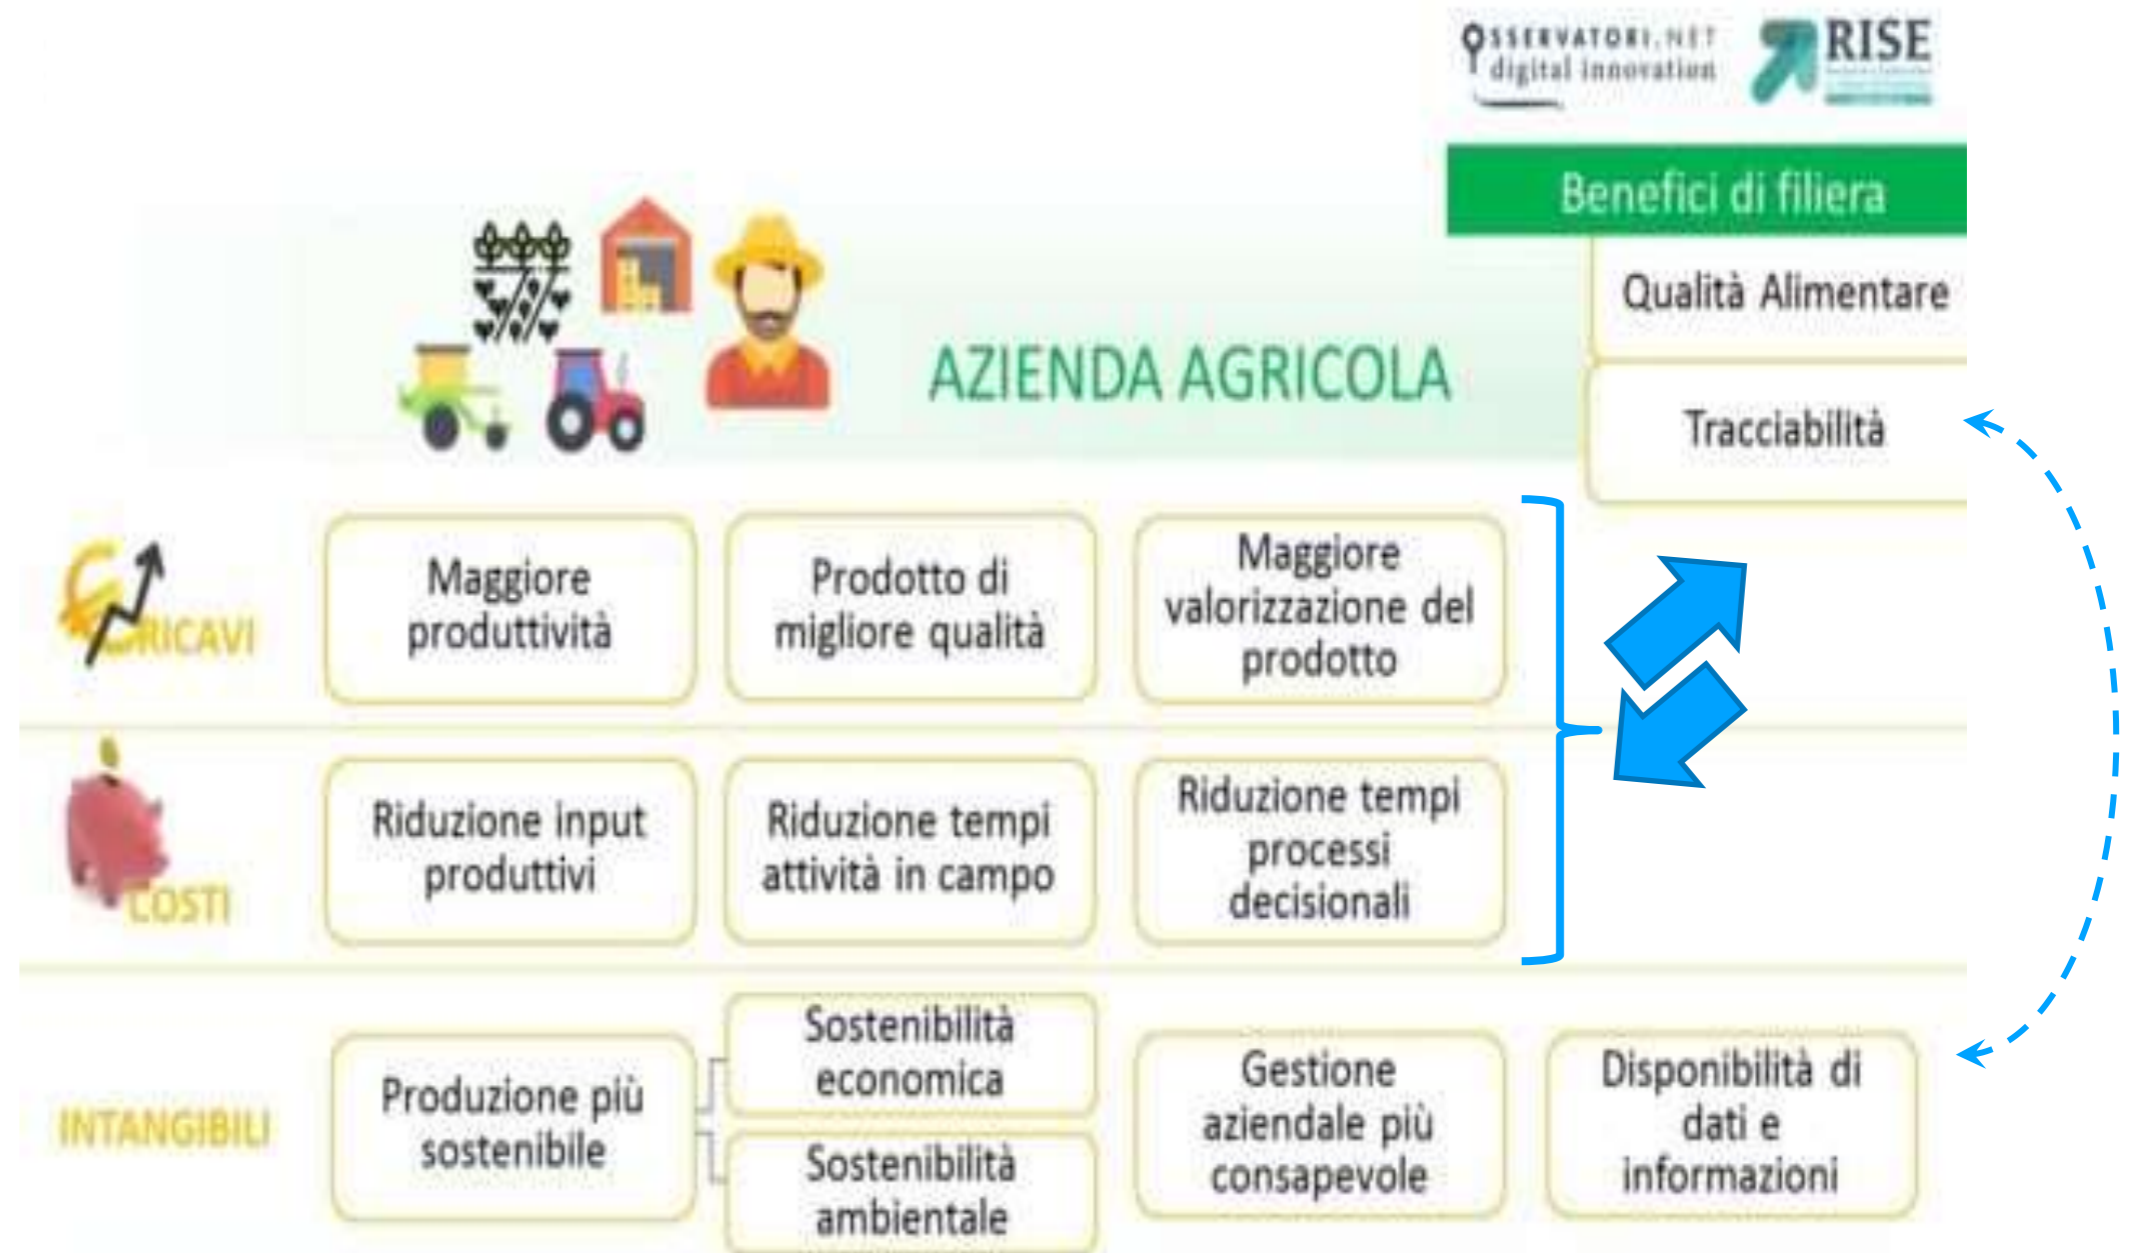 OSSERVATORI.NET
digital innovation
RISE
Benefici di filiera
Qualità Alimentare
Tracciabilità
AZIENDA AGRICOLA
RICAVI
Maggiore
produttività
Prodotto di
migliore qualità
Maggiore
valorizzazione del
prodotto
COSTI
Riduzione input
produttivi
Riduzione tempi
attività in campo
Riduzione tempi
processi
decisionali
INTANGIBILI
Produzione più
sostenibile
Sostenibilità
economica
Sostenibilità
ambientale
Gestione
aziendale più
consapevole
Disponibilità di
dati e
informazioni